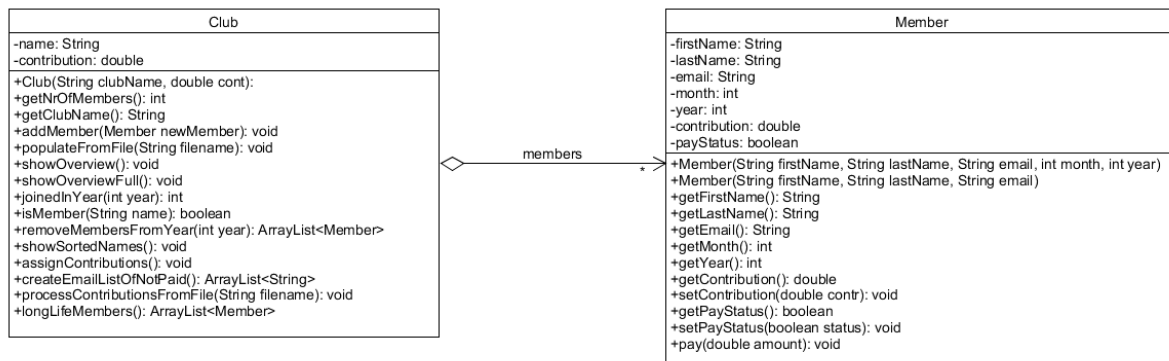 Club
-name: String
-contribution: double
+Club(String clubName, double cont):
+getNrOfMembers(): int
+getClubName(): String
+addMember(Member newMember): void
+populateFromFile(String filename): void
+showOverview(): void
+showOverviewFull(): void
+joinedInYear(int year): int
+isMember(String name): boolean
+removeMembersFromYear(int year): ArrayList<Member>
+showSortedNames(): void
+assignContributions(): void
+createEmailListOfNotPaid(): ArrayList<String>
+processContributionsFromFile(String filename): void
+longLifeMembers(): ArrayList<Member>
members
*
Member
-firstName: String
-lastName: String
-email: String
-month: int
-year: int
-contribution: double
-payStatus: boolean
+Member(String firstName, String lastName, String email, int month, int year)
+Member(String firstName, String lastName, String email)
+getFirstName(): String
+getLastName(): String
+getEmail(): String
+getMonth(): int
+getYear(): int
+getContribution(): double
+setContribution(double contr): void
+getPayStatus(): boolean
+setPayStatus(boolean status): void
+pay(double amount): void